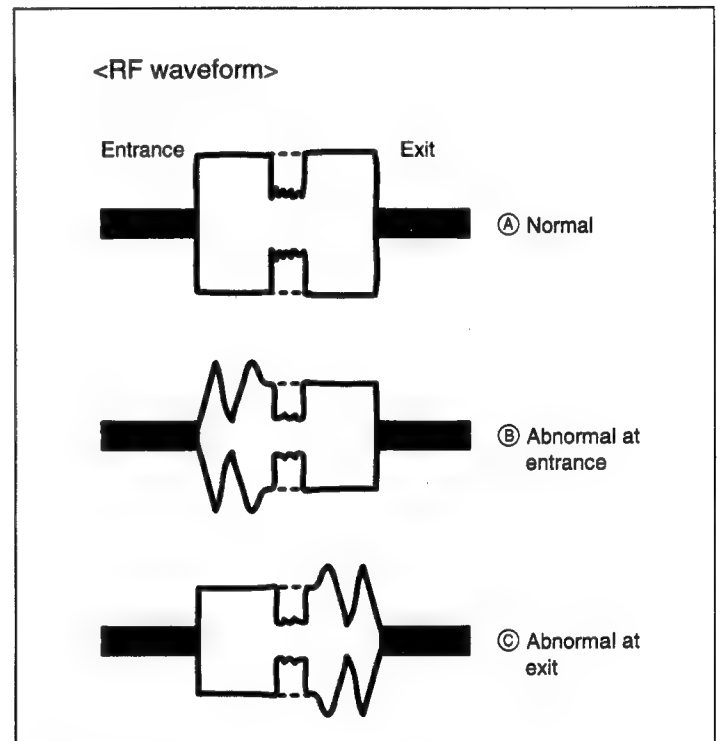 <RF waveform>
Entrance
Exit
Ⓐ Normal
Ⓑ Abnormal at
entrance
Ⓒ Abnormal at
exit